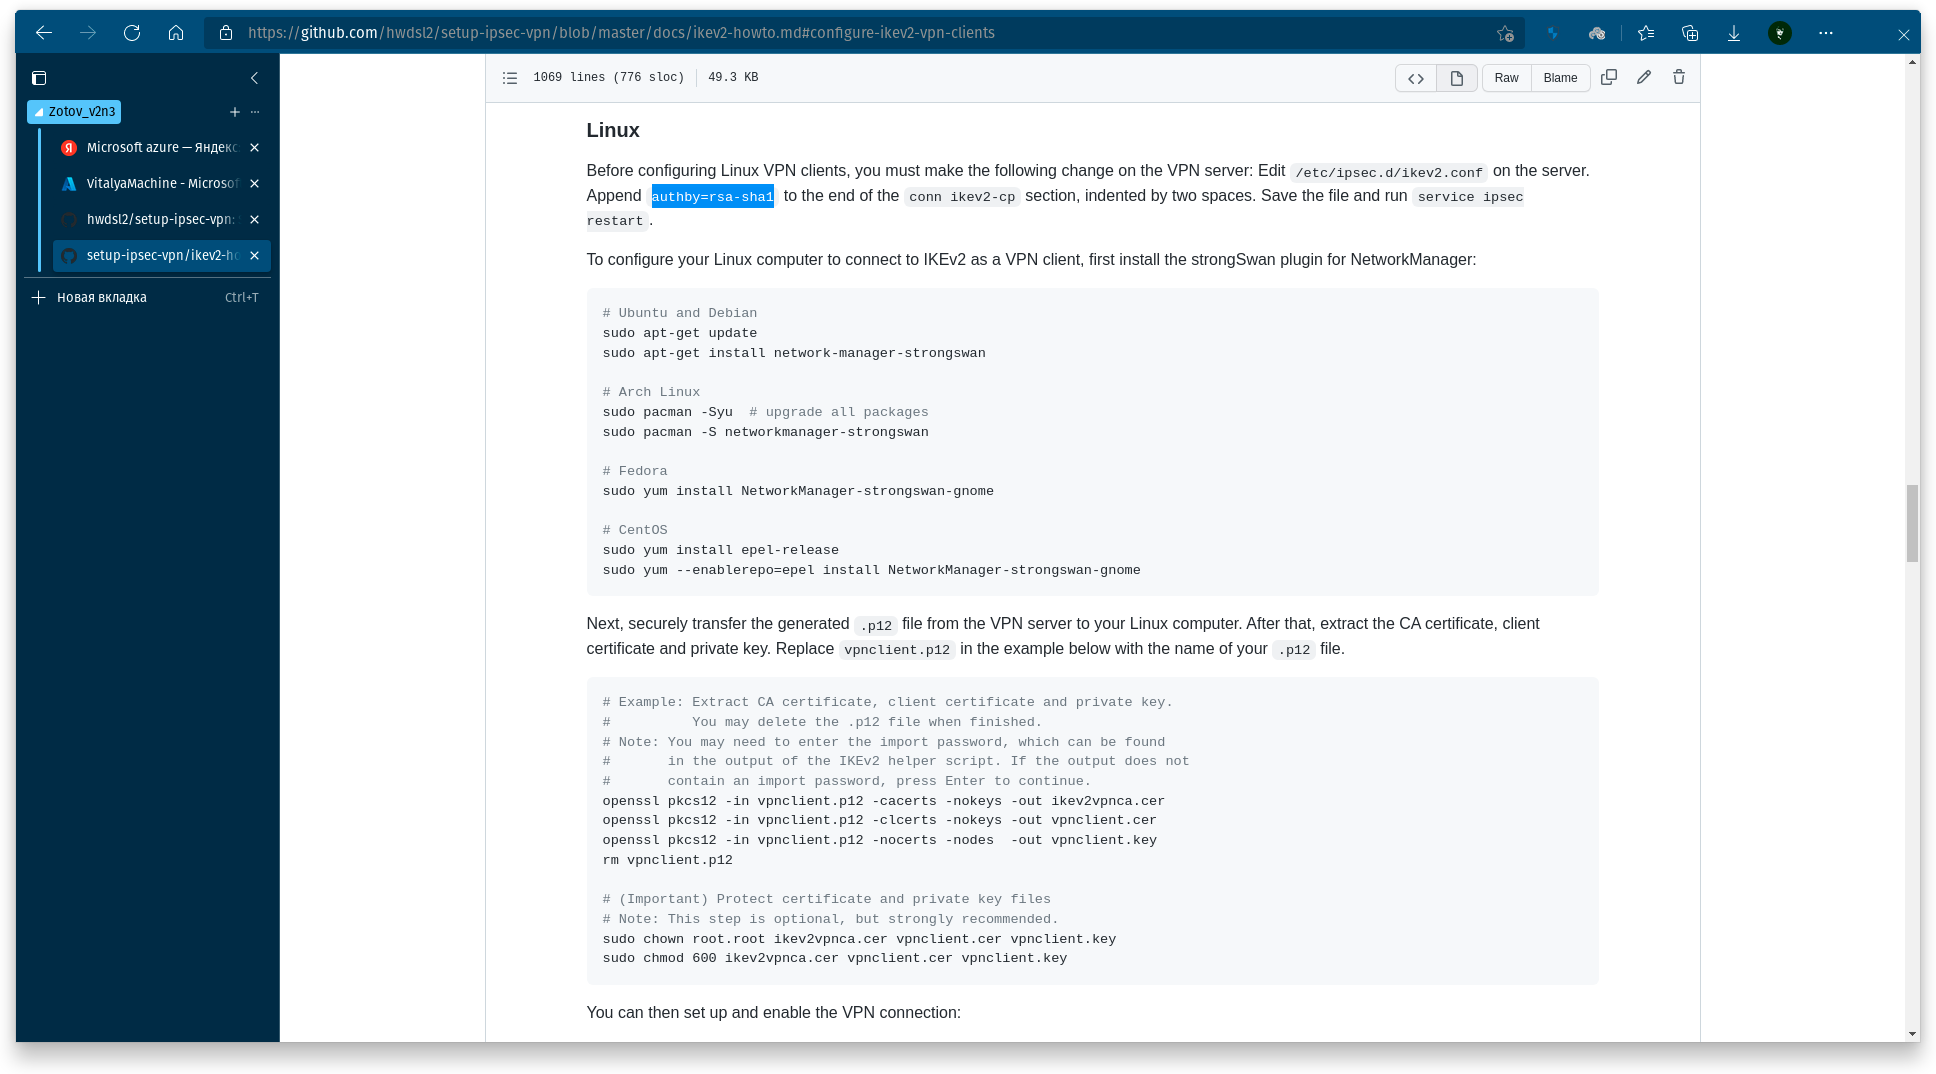 https://github.com/hwdsl2/setup-ipsec-vpn/blob/master/docs/ikev2-howto.md#configure-ikev2-vpn-clients
Zotov_v2n3
Microsoft azure — Яндекс
VitalyaMachine - Microsof
hwdsl2/setup-ipsec-vpn:
setup-ipsec-vpn/ikev2-ho
Новая вкладка Ctrl+T
1069 lines (776 sloc) 49.3 KB
Raw Blame
Linux
Before configuring Linux VPN clients, you must make the following change on the VPN server: Edit /etc/ipsec.d/ikev2.conf on the server.
Append authby=rsa-sha1 to the end of the conn ikev2-cp section, indented by two spaces. Save the file and run service ipsec
restart.
To configure your Linux computer to connect to IKEv2 as a VPN client, first install the strongSwan plugin for NetworkManager:
# Ubuntu and Debian
sudo apt-get update
sudo apt-get install network-manager-strongswan
# Arch Linux
sudo pacman -Syu  # upgrade all packages
sudo pacman -S networkmanager-strongswan
# Fedora
sudo yum install NetworkManager-strongswan-gnome
# CentOS
sudo yum install epel-release
sudo yum --enablerepo=epel install NetworkManager-strongswan-gnome
Next, securely transfer the generated .p12 file from the VPN server to your Linux computer. After that, extract the CA certificate, client
certificate and private key. Replace vpnclient.p12 in the example below with the name of your .p12 file.
# Example: Extract CA certificate, client certificate and private key.
#          You may delete the .p12 file when finished.
# Note: You may need to enter the import password, which can be found
#       in the output of the IKEv2 helper script. If the output does not
#       contain an import password, press Enter to continue.
openssl pkcs12 -in vpnclient.p12 -cacerts -nokeys -out ikev2vpnca.cer
openssl pkcs12 -in vpnclient.p12 -clcerts -nokeys -out vpnclient.cer
openssl pkcs12 -in vpnclient.p12 -nocerts -nodes  -out vpnclient.key
rm vpnclient.p12
# (Important) Protect certificate and private key files
# Note: This step is optional, but strongly recommended.
sudo chown root.root ikev2vpnca.cer vpnclient.cer vpnclient.key
sudo chmod 600 ikev2vpnca.cer vpnclient.cer vpnclient.key
You can then set up and enable the VPN connection: